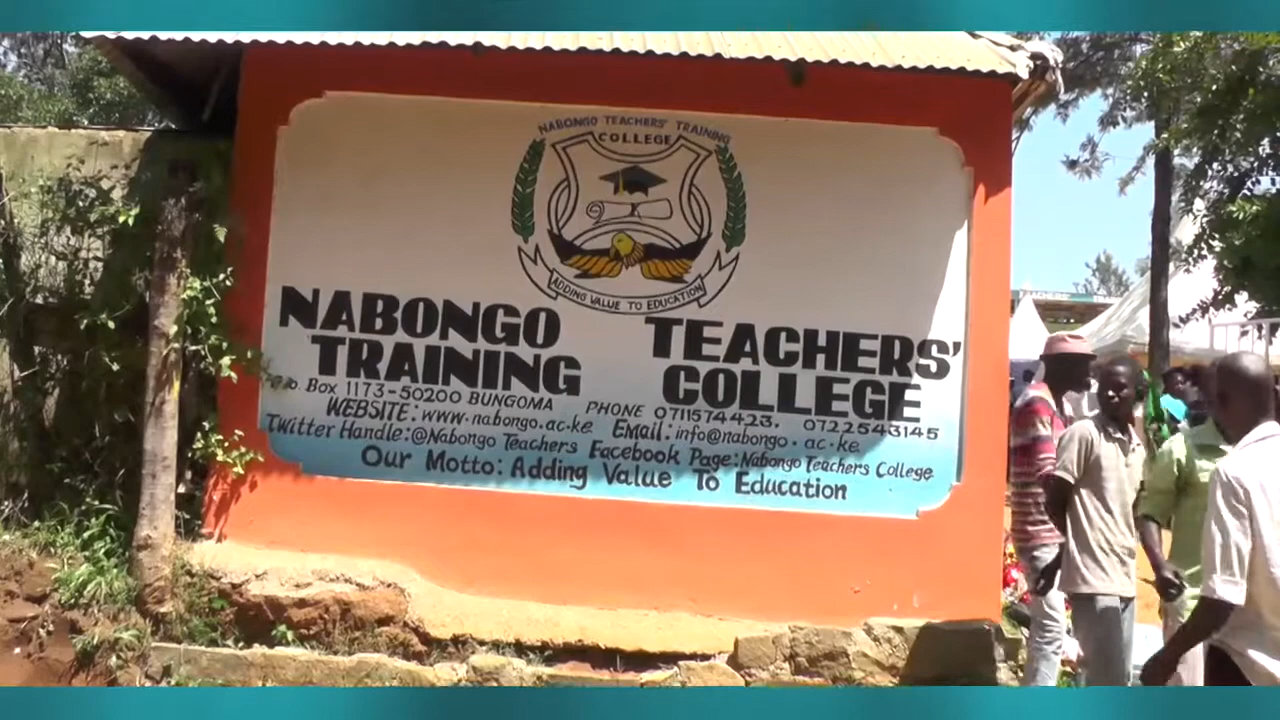 NABONGO TEACHERS' TRAINING
COLLEGE
ADDING VALUE TO EDUCATION
NABONGO TEACHERS'
TRAINING COLLEGE
P.o. Box 1173-50200 BUNGOMA PHONE 0711574423. 0722543145
WEBSITE: www.nabongo.ac.ke Email: info@nabongo.ac.ke
Twitter Handle: @Nabongo Teachers Facebook Page: Nabongo Teachers College
Our Motto: Adding Value To Education